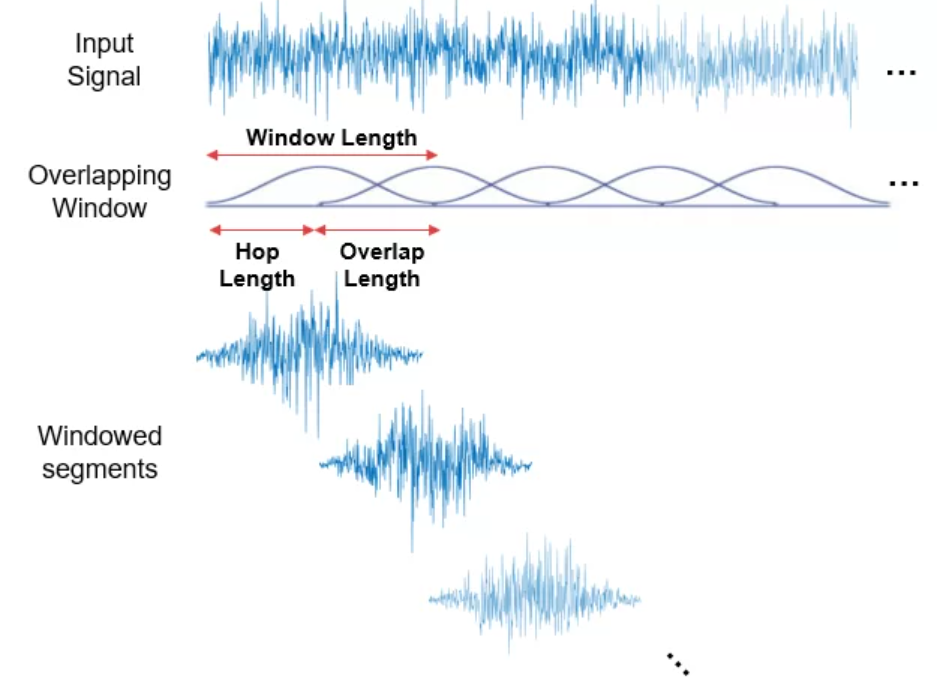 Input
Signal
...
Window Length
Overlapping
Window
...
Hop
Length
Overlap
Length
Windowed
segments